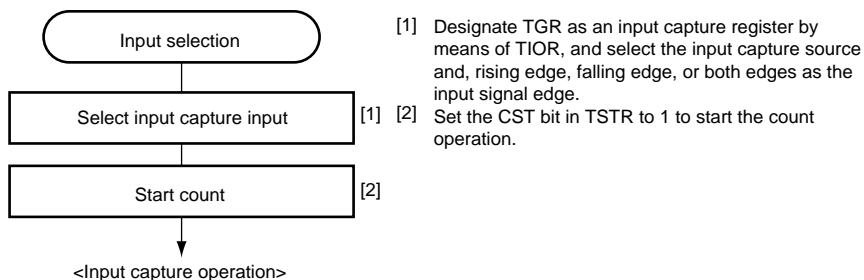 Input selection
Select input capture input
[1]
Start count
[2]
<Input capture operation>
[1] Designate TGR as an input capture register by
means of TIOR, and select the input capture source
and, rising edge, falling edge, or both edges as the
input signal edge.
[2] Set the CST bit in TSTR to 1 to start the count
operation.